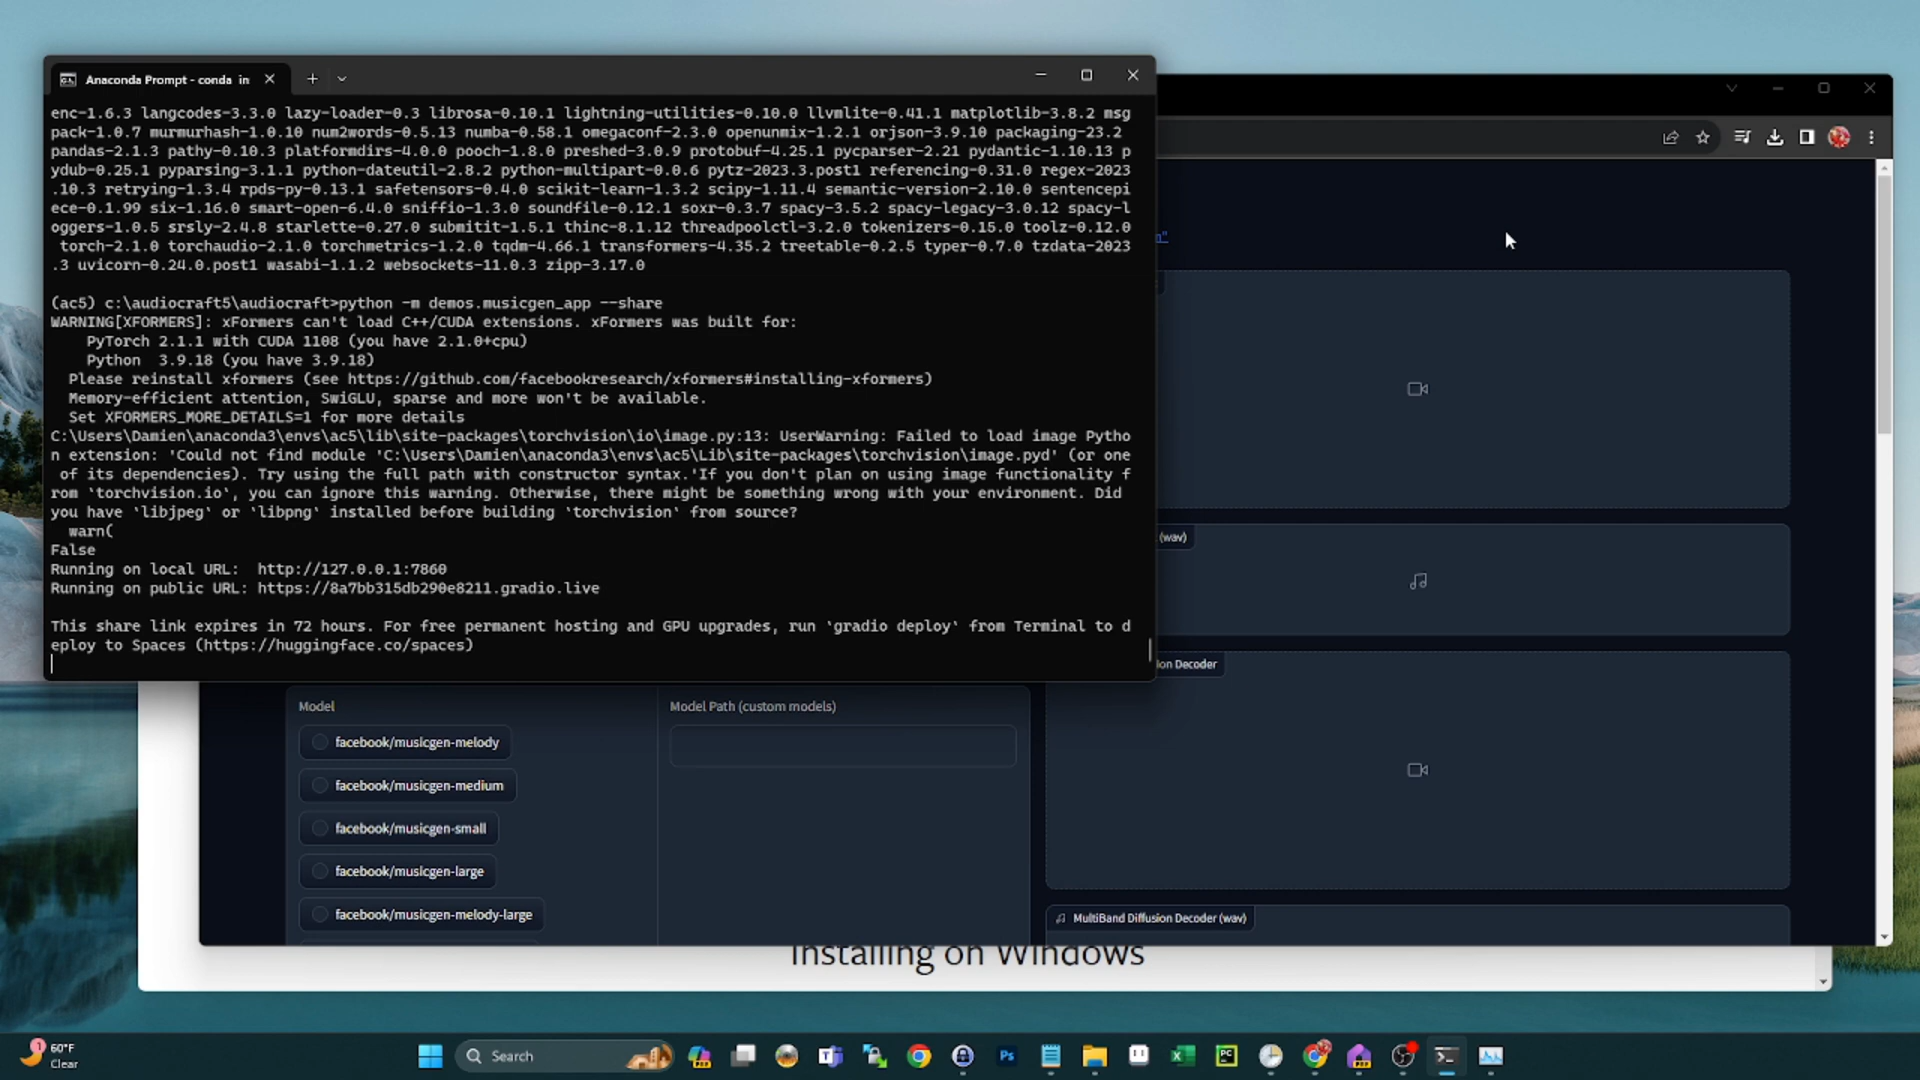 Anaconda Prompt - conda in
enc-1.6.3 langcodes-3.3.0 lazy-loader-0.3 librosa-0.10.1 lightning-utilities-0.10.0 llvmlite-0.41.1 matplotlib-3.8.2 msg
pack-1.0.7 murmurhash-1.0.10 num2words-0.5.13 numba-0.58.1 omegaconf-2.3.0 openunmix-1.2.1 orjson-3.9.10 packaging-23.2
pandas-2.1.3 pathy-0.10.3 platformdirs-4.0.0 pooch-1.8.0 preshed-3.0.9 protobuf-4.25.1 pycparser-2.21 pydantic-1.10.13 p
ydub-0.25.1 pyparsing-3.1.1 python-dateutil-2.8.2 python-multipart-0.0.6 pytz-2023.3.post1 referencing-0.31.0 regex-2023
.10.3 retrying-1.3.4 rpds-py-0.13.1 safetensors-0.4.0 scikit-learn-1.3.2 scipy-1.11.4 semantic-version-2.10.0 sentencepi
ece-0.1.99 six-1.16.0 smart-open-6.4.0 sniffio-1.3.0 soundfile-0.12.1 soxr-0.3.7 spacy-3.5.2 spacy-legacy-3.0.12 spacy-l
oggers-1.0.5 srsly-2.4.8 starlette-0.27.0 submitit-1.5.1 thinc-8.1.12 threadpoolctl-3.2.0 tokenizers-0.15.0 toolz-0.12.0
torch-2.1.0 torchaudio-2.1.0 torchmetrics-1.2.0 tqdm-4.66.1 transformers-4.35.2 treetable-0.2.5 typer-0.7.0 tzdata-2023
.3 uvicorn-0.24.0.post1 wasabi-1.1.2 websockets-11.0.3 zipp-3.17.0
(ac5) c:\audiocraft5\audiocraft>python -m demos.musicgen_app --share
WARNING[XFORMERS]: xFormers can't load C++/CUDA extensions. xFormers was built for:
PyTorch 2.1.1 with CUDA 1108 (you have 2.1.0+cpu)
Python 3.9.18 (you have 3.9.18)
Please reinstall xformers (see https://github.com/facebookresearch/xformers#installing-xformers)
Memory-efficient attention, SwiGLU, sparse and more won't be available.
Set XFORMERS_MORE_DETAILS=1 for more details
C:\Users\Damien\anaconda3\envs\ac5\lib\site-packages\torchvision\io\image.py:13: UserWarning: Failed to load image Pytho
n extension: 'Could not find module 'C:\Users\Damien\anaconda3\envs\ac5\Lib\site-packages\torchvision\image.pyd' (or one
of its dependencies). Try using the full path with constructor syntax.'If you don't plan on using image functionality f
rom `torchvision.io`, you can ignore this warning. Otherwise, there might be something wrong with your environment. Did
you have `libjpeg` or `libpng` installed before building `torchvision` from source?
warn(
False
Running on local URL:  http://127.0.0.1:7860
Running on public URL: https://8a7bb315db290e8211.gradio.live
This share link expires in 72 hours. For free permanent hosting and GPU upgrades, run `gradio deploy` from Terminal to d
eploy to Spaces (https://huggingface.co/spaces)
n"
(wav)
ion Decoder
Model
Model Path (custom models)
facebook/musicgen-melody
facebook/musicgen-medium
facebook/musicgen-small
facebook/musicgen-large
facebook/musicgen-melody-large
MultiBand Diffusion Decoder (wav)
Installing on Windows
1
60°F
Clear
Search
Ps
PC